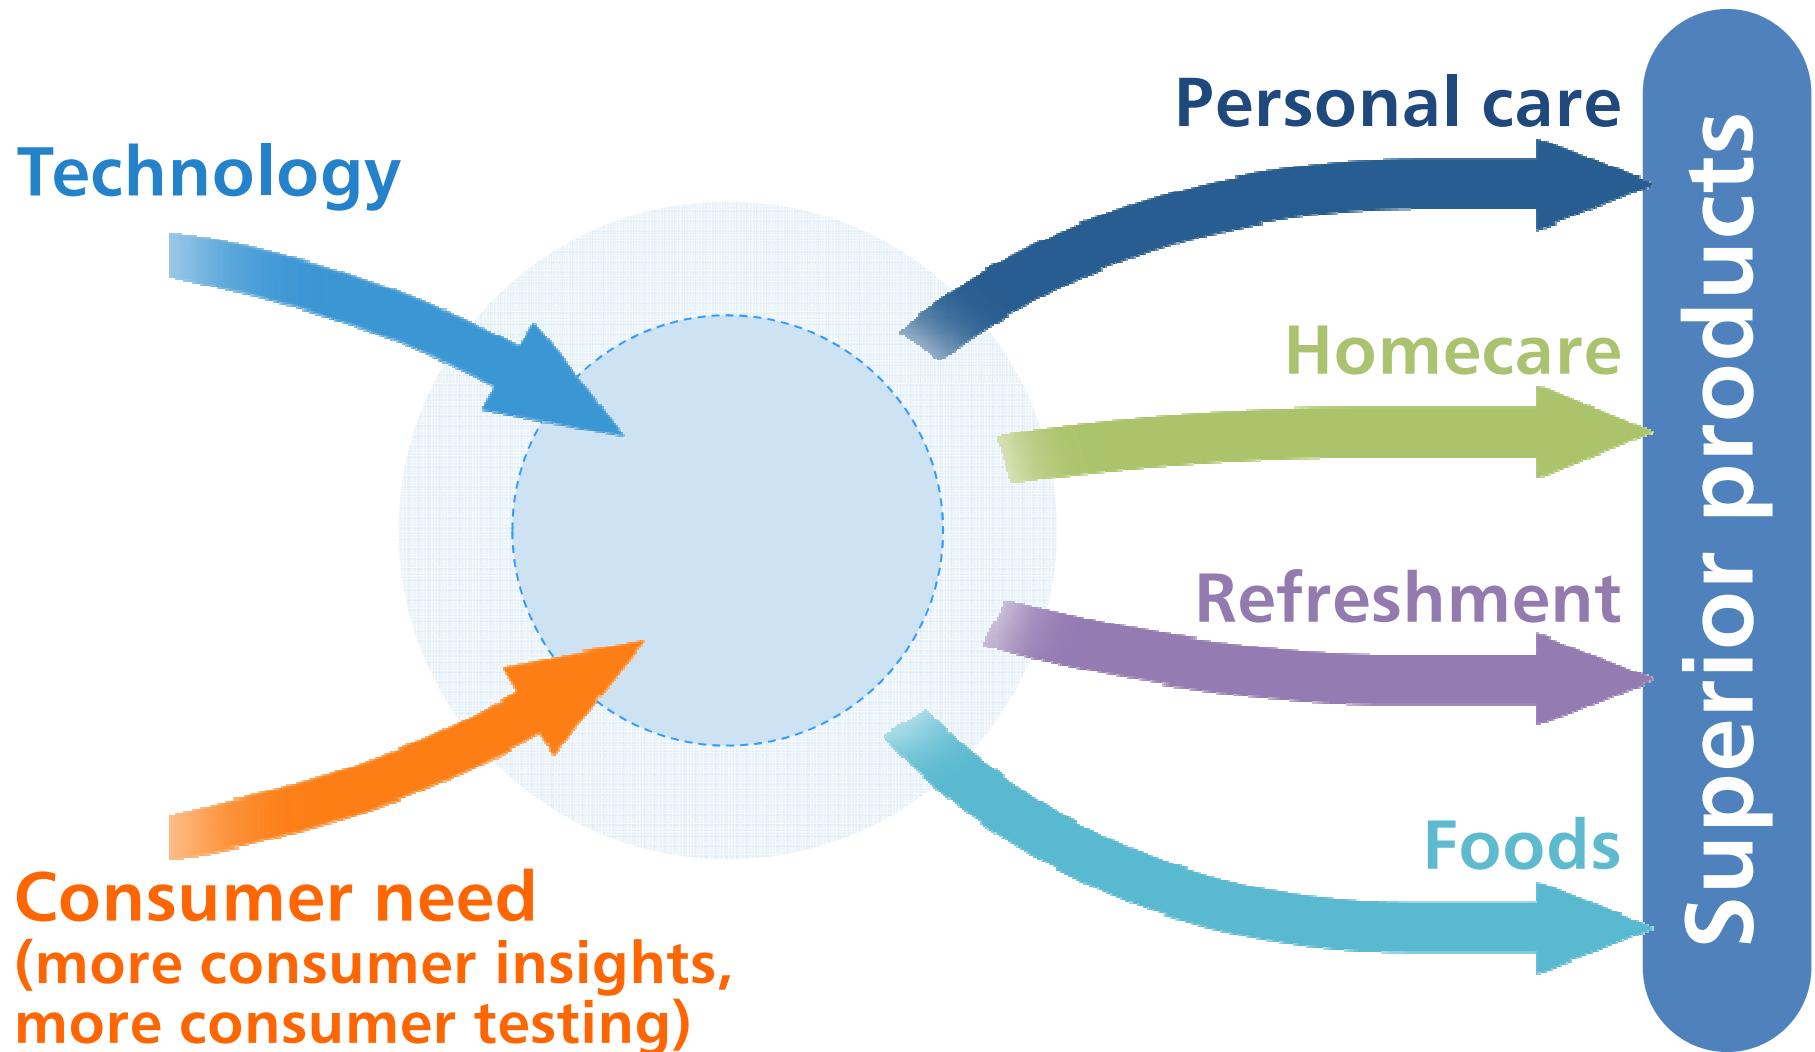 Technology
Consumer need
(more consumer insights,
more consumer testing)
Personal care
Homecare
Refreshment
Foods
Superior products